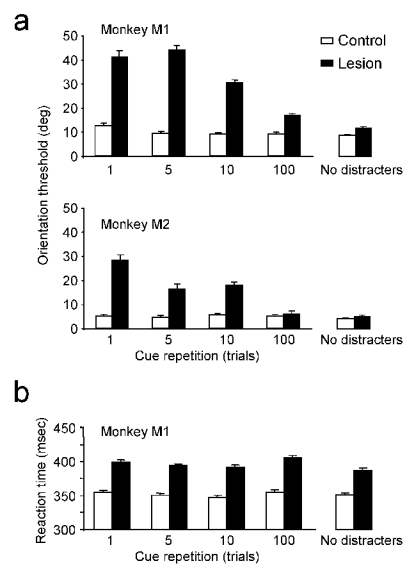 a
Monkey M1
Control
Lesion
50
40
30
20
10
0
1 5 10 100 No distracters
Orientation threshold (deg)
Monkey M2
50
40
30
20
10
0
1 5 10 100 No distracters
Cue repetition (trials)
b
Monkey M1
Reaction time (msec)
450
400
350
300
1 5 10 100 No distracters
Cue repetition (trials)